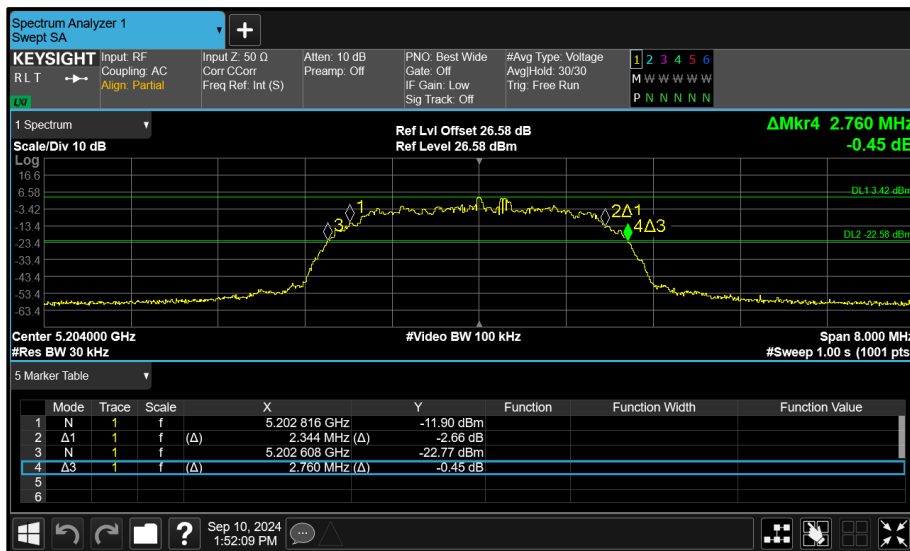 Spectrum Analyzer 1
Swept SA
+
KEYSIGHT Input: RF Input Z: 50 Ω Atten: 10 dB PNO: Best Wide #Avg Type: Voltage 1 2 3 4 5 6
R L T Coupling: AC Corr CCorr Preamp: Off Gate: Off Avg|Hold: 30/30 M W W W W W
Align: Partial Freq Ref: Int (S) IF Gain: Low Trig: Free Run
LXI Sig Track: Off P N N N N N
1 Spectrum
Ref Lvl Offset 26.58 dB
ΔMkr4 2.760 MHz
Scale/Div 10 dB Ref Level 26.58 dBm -0.45 dB
Log
16.6
6.58
DL1 3.42 dBm
-3.42
1
2Δ1
-13.4
3
4Δ3
DL2 -22.58 dBm
-23.4
-33.4
-43.4
-53.4
-63.4
Center 5.204000 GHz #Video BW 100 kHz Span 8.000 MHz
#Res BW 30 kHz #Sweep 1.00 s (1001 pts
5 Marker Table
Mode Trace Scale X Y Function Function Width Function Value
1 N 1 f 5.202 816 GHz -11.90 dBm
2 Δ1 1 f (Δ) 2.344 MHz (Δ) -2.66 dB
3 N 1 f 5.202 608 GHz -22.77 dBm
4 Δ3 1 f (Δ) 2.760 MHz (Δ) -0.45 dB
5
6
? Sep 10, 2024
1:52:09 PM